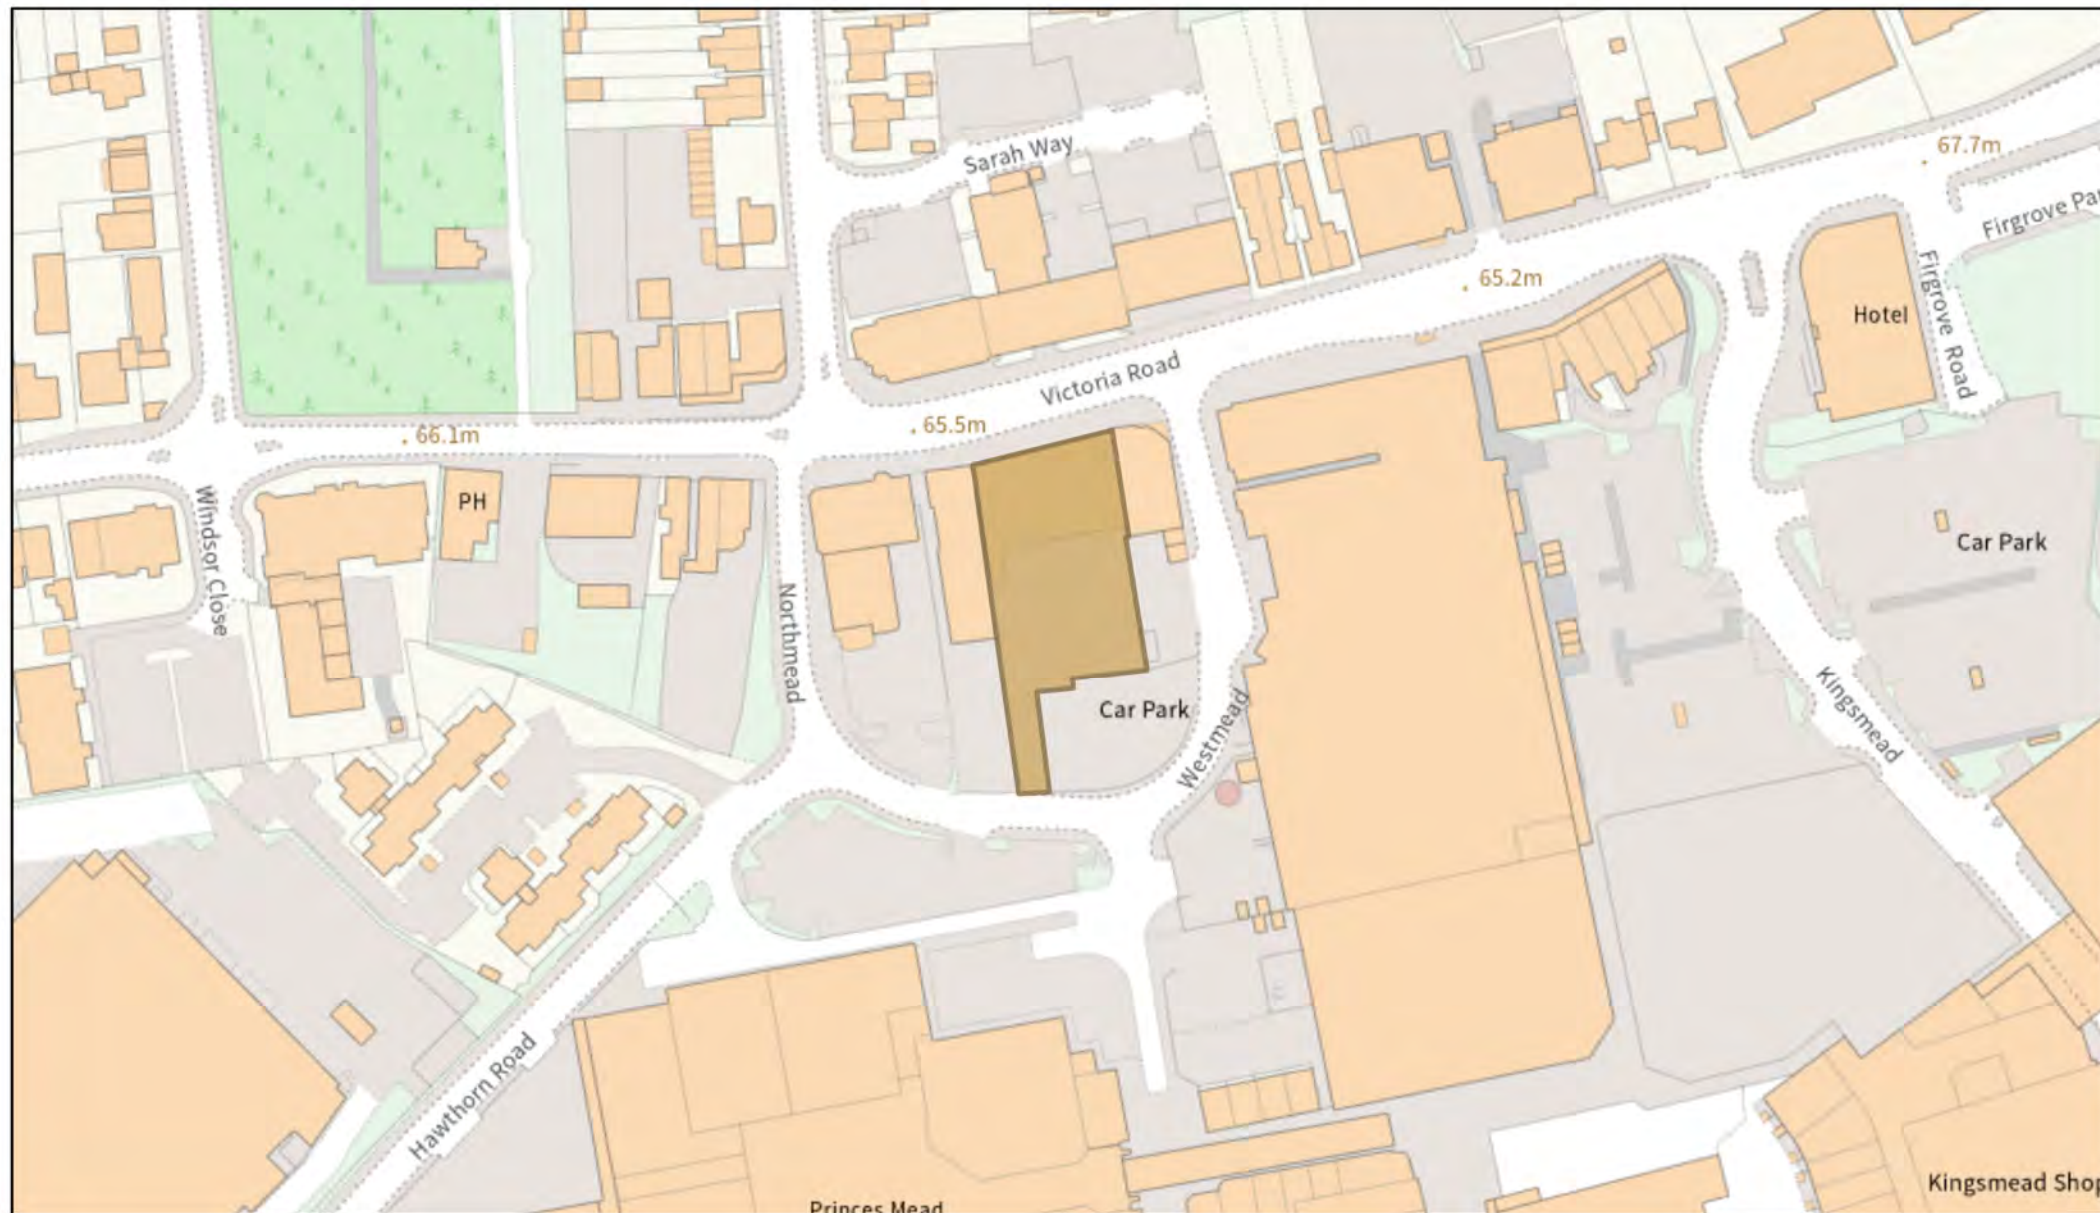 Sarah Way
67.7m
Firgrove Par
65.2m
Hotel
Firgrove Road
Victoria Road
65.5m
66.1m
PH
Windsor Close
Car Park
Northmead
Car Park
Westmead
Kingsmead
Hawthorn Road
Kingsmead Shop
Princes Mead